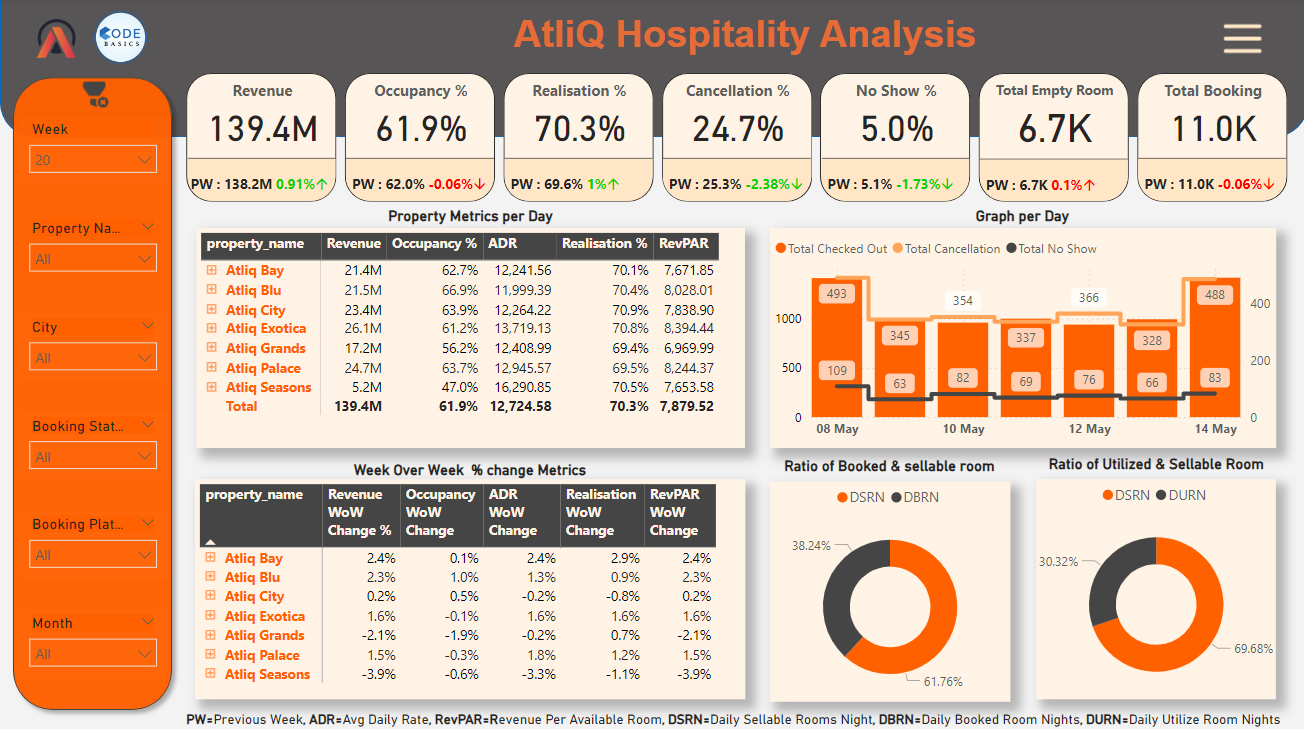 CODE
BASICS
AtliQ Hospitality Analysis
Week
20
Property Na...
All
City
All
Booking Stat...
All
Booking Plat...
All
Month
All
Revenue
139.4M
PW : 138.2M 0.91%↑
Occupancy %
61.9%
PW : 62.0% -0.06%↓
Realisation %
70.3%
PW : 69.6% 1%↑
Cancellation %
24.7%
PW : 25.3% -2.38%↓
No Show %
5.0%
PW : 5.1% -1.73%↓
Total Empty Room
6.7K
PW : 6.7K 0.1%↑
Total Booking
11.0K
PW : 11.0K -0.06%↓
Property Metrics per Day
property_name Revenue Occupancy % ADR Realisation % RevPAR
Atliq Bay 21.4M 62.7% 12,241.56 70.1% 7,671.85
Atliq Blu 21.5M 66.9% 11,999.39 70.4% 8,028.01
Atliq City 23.4M 63.9% 12,264.22 70.9% 7,838.90
Atliq Exotica 26.1M 61.2% 13,719.13 70.8% 8,394.44
Atliq Grands 17.2M 56.2% 12,408.99 69.4% 6,969.99
Atliq Palace 24.7M 63.7% 12,945.57 69.5% 8,244.37
Atliq Seasons 5.2M 47.0% 16,290.85 70.5% 7,653.58
Total 139.4M 61.9% 12,724.58 70.3% 7,879.52
Graph per Day
Total Checked Out Total Cancellation Total No Show
1000
500
0
400
200
0
493 345 354 337 366 328 488
109 63 82 69 76 66 83
08 May 10 May 12 May 14 May
Week Over Week % change Metrics
property_name Revenue WoW Change % Occupancy WoW Change ADR WoW Change Realisation WoW Change RevPAR WoW Change
Atliq Bay 2.4% 0.1% 2.4% 2.9% 2.4%
Atliq Blu 2.3% 1.0% 1.3% 0.9% 2.3%
Atliq City 0.2% 0.5% -0.2% -0.8% 0.2%
Atliq Exotica 1.6% -0.1% 1.6% 1.6% 1.6%
Atliq Grands -2.1% -1.9% -0.2% 0.7% -2.1%
Atliq Palace 1.5% -0.3% 1.8% 1.2% 1.5%
Atliq Seasons -3.9% -0.6% -3.3% -1.1% -3.9%
Ratio of Booked & sellable room
DSRN DBRN
38.24%
61.76%
Ratio of Utilized & Sellable Room
DSRN DURN
30.32%
69.68%
PW=Previous Week, ADR=Avg Daily Rate, RevPAR=Revenue Per Available Room, DSRN=Daily Sellable Rooms Night, DBRN=Daily Booked Room Nights, DURN=Daily Utilize Room Nights